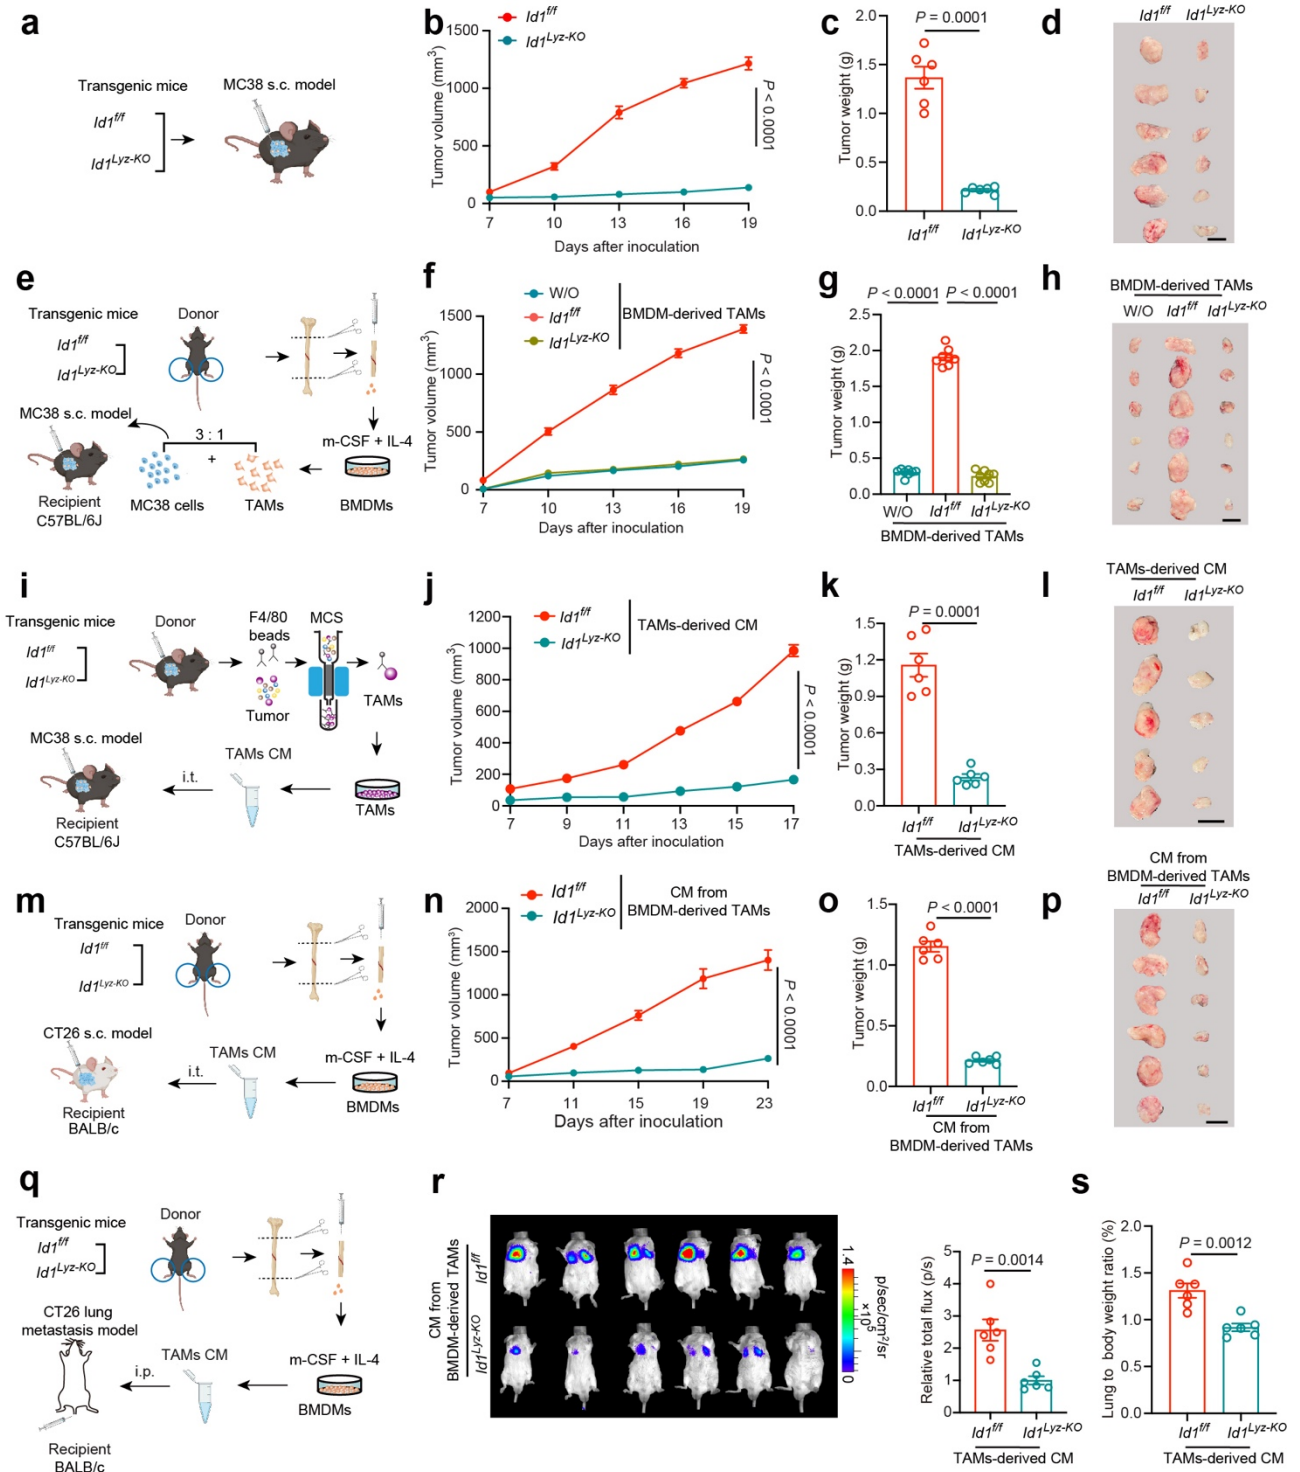 a
Transgenic mice
Id1f/f
Id1Lyz-KO
MC38 s.c. model
b
Id1f/f
Id1Lyz-KO
Tumor volume (mm3)
1500
1000
500
0
7 10 13 16 19
Days after inoculation
P < 0.0001
c
P = 0.0001
Tumor weight (g)
2.0
1.5
1.0
0.5
0.0
Id1f/f Id1Lyz-KO
d
Id1f/f Id1Lyz-KO
e
Transgenic mice
Id1f/f
Id1Lyz-KO
Donor
MC38 s.c. model
3 : 1
+
m-CSF + IL-4
Recipient
C57BL/6J
MC38 cells
TAMs
BMDMs
f
W/O
Id1f/f
Id1Lyz-KO
BMDM-derived TAMs
Tumor volume (mm3)
1500
1000
500
0
7 10 13 16 19
Days after inoculation
P < 0.0001
g
P < 0.0001 P < 0.0001
Tumor weight (g)
2.5
2.0
1.5
1.0
0.5
0.0
W/O Id1f/f Id1Lyz-KO
BMDM-derived TAMs
h
BMDM-derived TAMs
W/O Id1f/f Id1Lyz-KO
i
Transgenic mice
Id1f/f
Id1Lyz-KO
Donor
F4/80
beads
MCS
Tumor
TAMs
MC38 s.c. model
TAMs CM
i.t.
TAMs
Recipient
C57BL/6J
j
Id1f/f
Id1Lyz-KO
TAMs-derived CM
Tumor volume (mm3)
1200
1000
800
600
400
200
0
7 9 11 13 15 17
Days after inoculation
P < 0.0001
k
P = 0.0001
Tumor weight (g)
1.5
1.2
0.9
0.6
0.3
0.0
Id1f/f Id1Lyz-KO
TAMs-derived CM
l
TAMs-derived CM
Id1f/f Id1Lyz-KO
m
Transgenic mice
Id1f/f
Id1Lyz-KO
Donor
CT26 s.c. model
TAMs CM
i.t.
m-CSF + IL-4
BMDMs
Recipient
BALB/c
n
Id1f/f
Id1Lyz-KO
CM from
BMDM-derived TAMs
Tumor volume (mm3)
2000
1500
1000
500
0
7 11 15 19 23
Days after inoculation
P < 0.0001
o
P < 0.0001
Tumor weight (g)
1.5
1.0
0.5
0.0
Id1f/f Id1Lyz-KO
CM from
BMDM-derived TAMs
p
CM from
BMDM-derived TAMs
Id1f/f Id1Lyz-KO
q
Transgenic mice
Id1f/f
Id1Lyz-KO
Donor
CT26 lung
metastasis model
TAMs CM
i.p.
m-CSF + IL-4
BMDMs
Recipient
BALB/c
r
CM from
BMDM-derived TAMs
Id1f/f
Id1Lyz-KO
1.4
0
×105
p/sec/cm2/sr
P = 0.0014
Relative total flux (p/s)
5
4
3
2
1
0
Id1f/f Id1Lyz-KO
TAMs-derived CM
s
P = 0.0012
Lung to body weight ratio (%)
2.0
1.5
1.0
0.5
0.0
Id1f/f Id1Lyz-KO
TAMs-derived CM